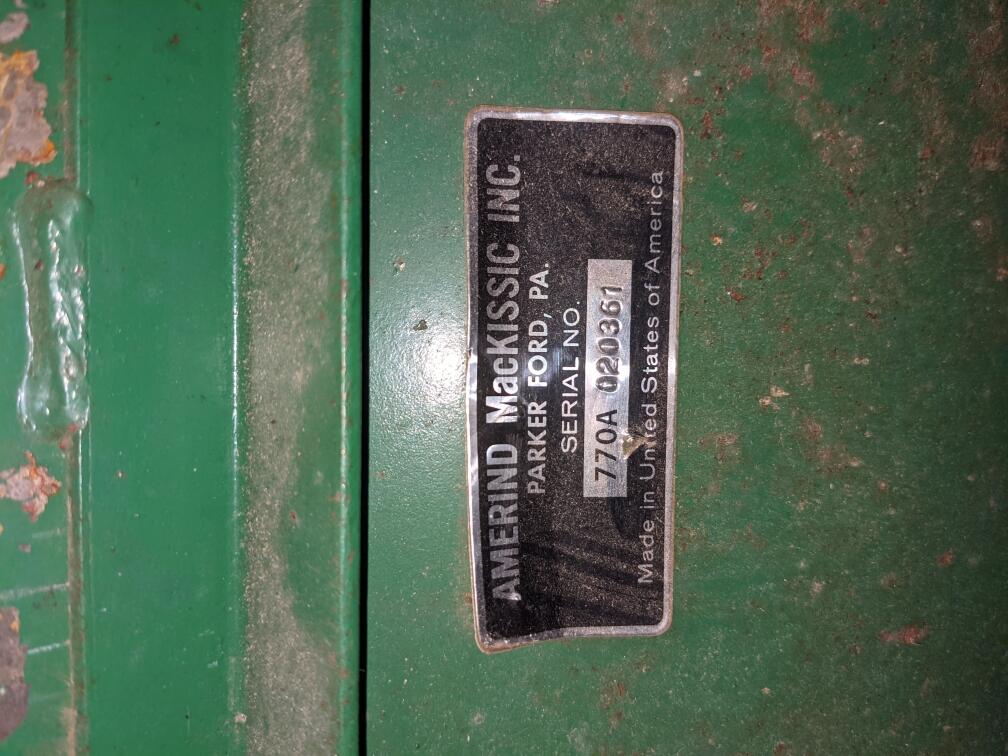 AMERIND MacKISSIC INC.
PARKER FORD, PA.
SERIAL NO.
770A 020361
Made in United States of America